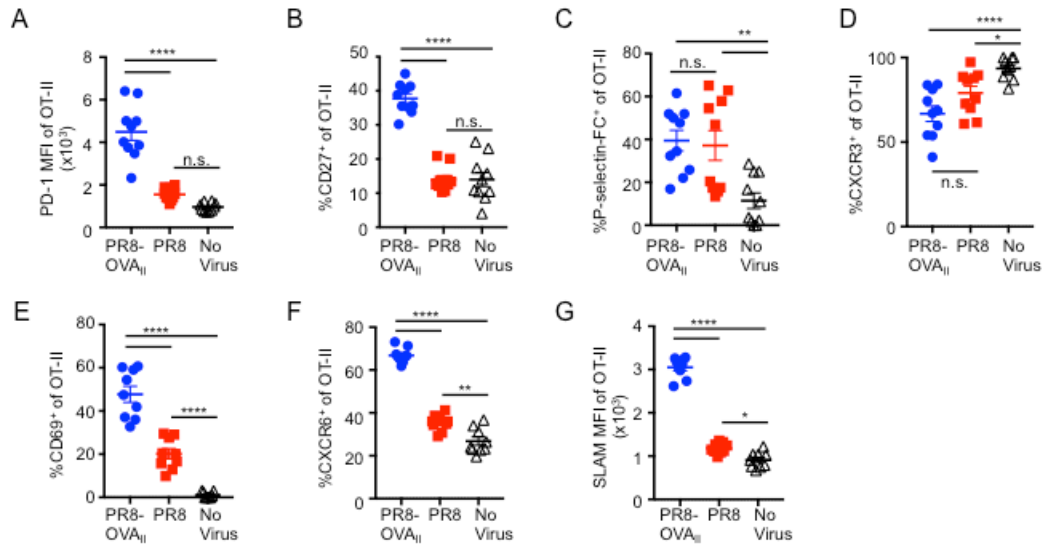 A
PD-1 MFI of OT-II
(x10³)
8
6
4
2
0
****
n.s.
PR8-
OVAII
PR8
No
Virus
B
%CD27⁺ of OT-II
50
40
30
20
10
0
****
n.s.
PR8-
OVAII
PR8
No
Virus
C
%P-selectin-FC⁺ of OT-II
80
60
40
20
0
**
n.s.
PR8-
OVAII
PR8
No
Virus
D
%CXCR3⁺ of OT-II
100
50
0
****
*
n.s.
PR8-
OVAII
PR8
No
Virus
E
%CD69⁺ of OT-II
80
60
40
20
0
****
****
PR8-
OVAII
PR8
No
Virus
F
%CXCR6⁺ of OT-II
80
60
40
20
0
****
**
PR8-
OVAII
PR8
No
Virus
G
SLAM MFI of OT-II
(x10³)
4
3
2
1
0
****
*
PR8-
OVAII
PR8
No
Virus